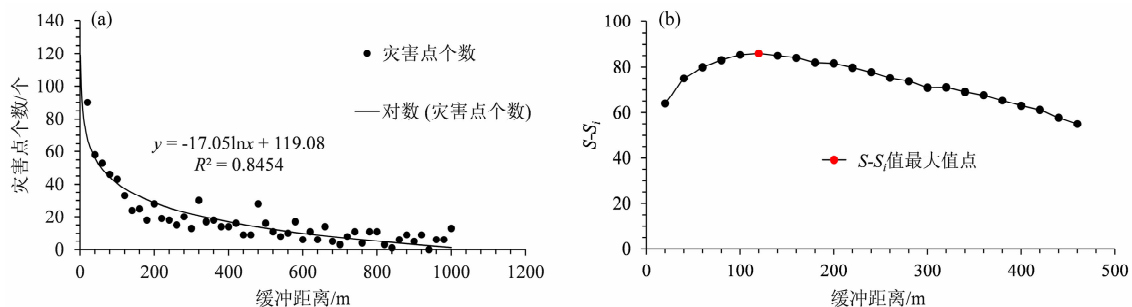 (a)
灾害点个数/个
140
120
100
80
60
40
20
0
0 200 400 600 800 1000 1200
缓冲距离/m
灾害点个数
对数 (灾害点个数)
y = -17.05lnx + 119.08
R² = 0.8454
(b)
S-Si
100
80
60
40
20
0
0 100 200 300 400 500
缓冲距离/m
S-Si值最大值点